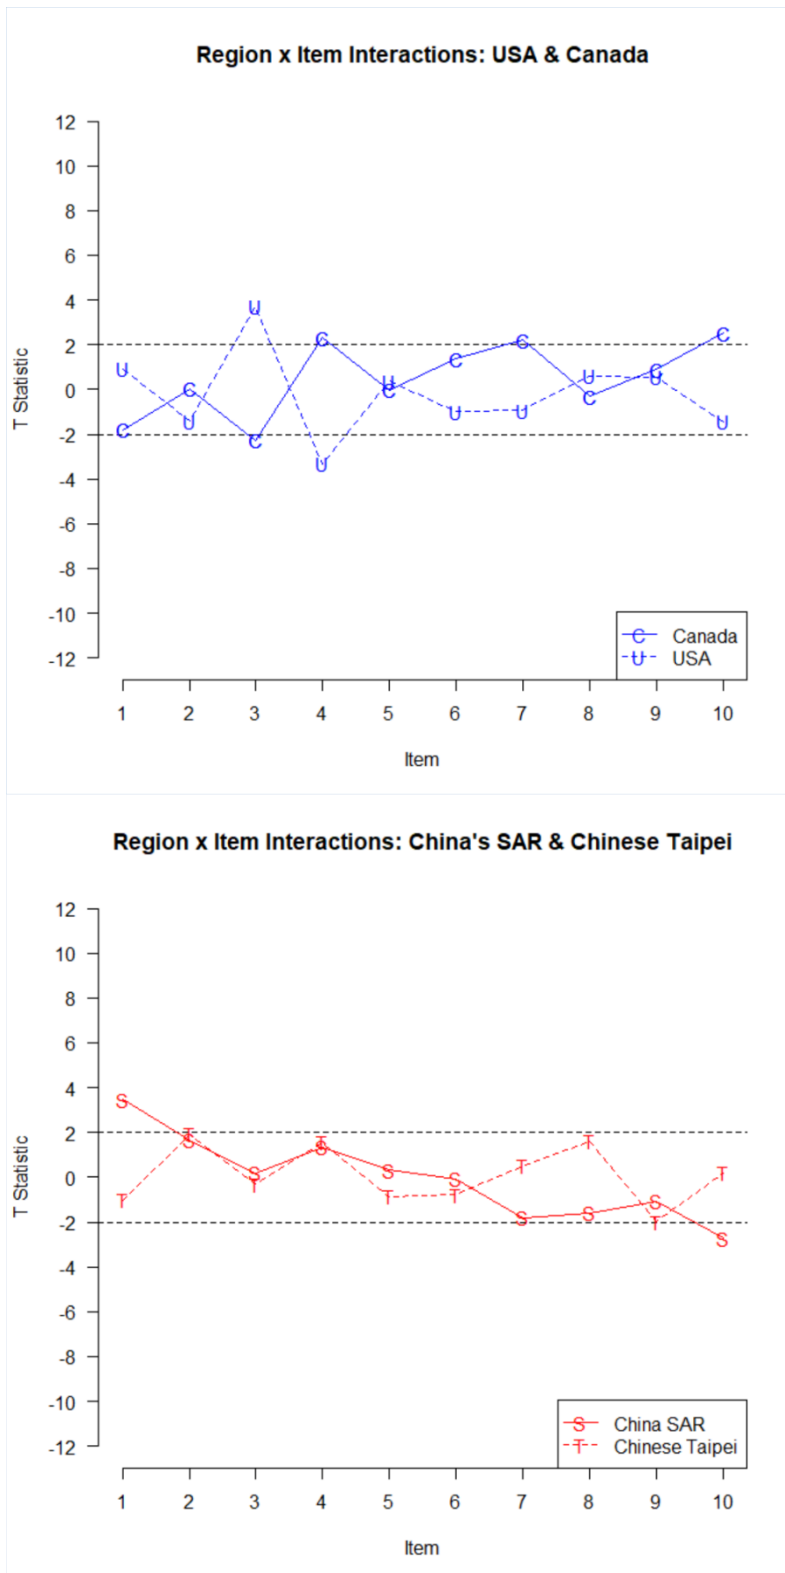 Region x Item Interactions: USA & Canada
12
10
8
6
4
2
0
-2
-4
-6
-8
-10
-12
T Statistic
C
C
C
C
C
C
C
C
C
C
U
U
U
U
U
U
U
U
U
U
C Canada
U USA
1 2 3 4 5 6 7 8 9 10
Item
Region x Item Interactions: China's SAR & Chinese Taipei
12
10
8
6
4
2
0
-2
-4
-6
-8
-10
-12
T Statistic
S
S
S
S
S
S
S
S
S
S
T
T
T
T
T
T
T
T
T
T
S China SAR
T Chinese Taipei
1 2 3 4 5 6 7 8 9 10
Item